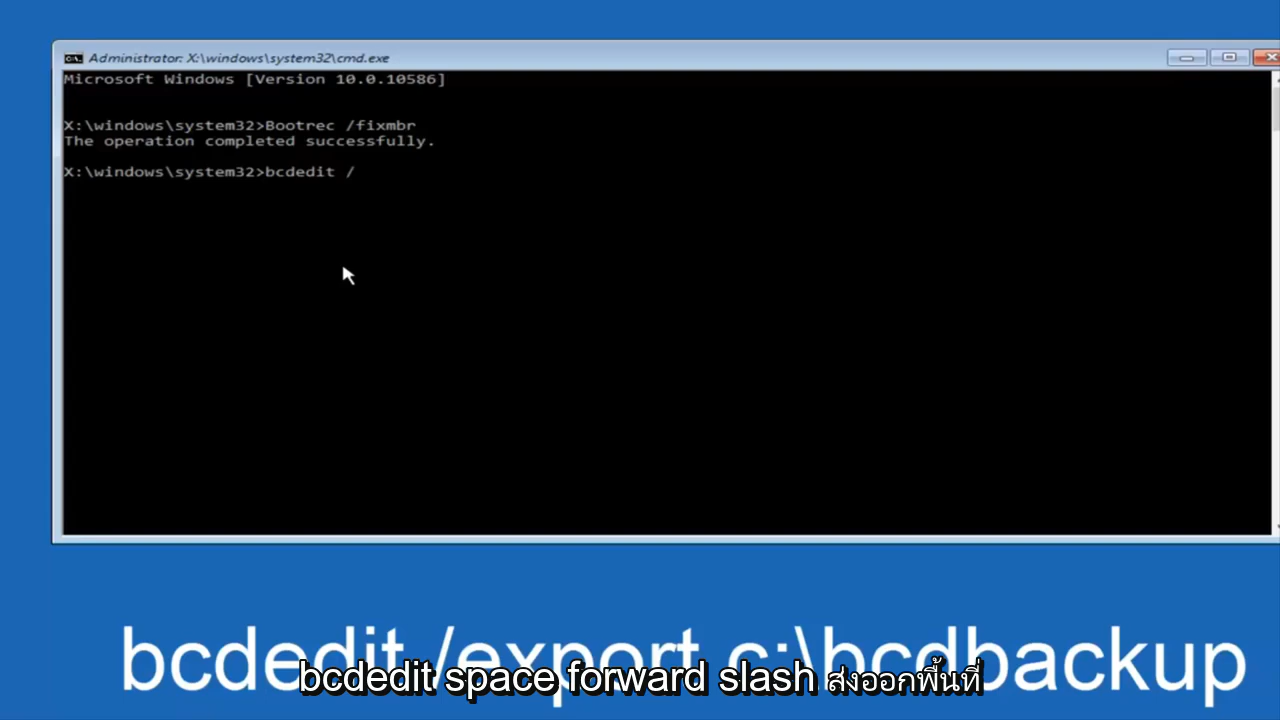 Administrator: X:\windows\system32\cmd.exe
Microsoft Windows [Version 10.0.10586]
X:\windows\system32>Bootrec /fixmbr
The operation completed successfully.
X:\windows\system32>bcdedit /
bcdedit /export c:\bcdbackup
bcdedit space forward slash ส่งออกพื้นที่